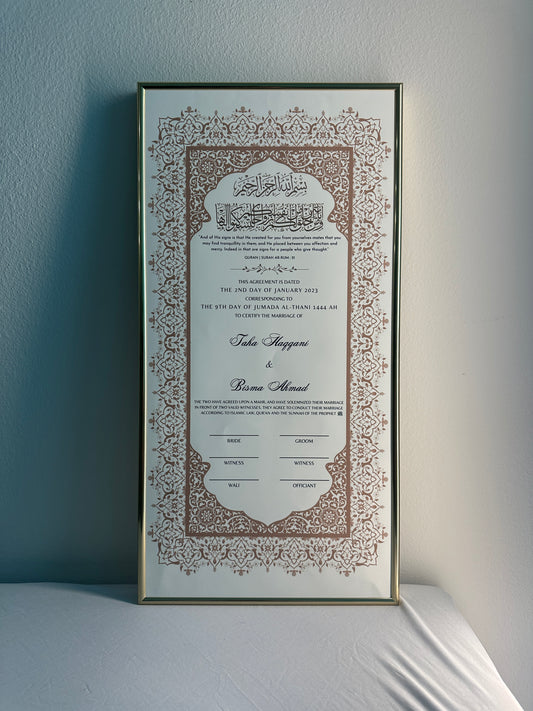 بسم الله الرحمن الرحيم
"And of His signs is that He created for you from yourselves mates that you
may find tranquility in them, and He placed between you affection and
mercy. Indeed in that are signs for a people who give thought."
QURAN | SURAH AR RUM : 21
THIS AGREEMENT IS DATED
THE 2ND DAY OF JANUARY 2023
CORRESPONDING TO
THE 9TH DAY OF JUMADA AL-THANI 1444 AH
TO CERTIFY THE MARRIAGE OF
Taha Haqqani
&
Bisma Ahmad
THE TWO HAVE AGREED UPON A MAHR, AND HAVE SOLEMNIZED THEIR MARRIAGE
IN FRONT OF TWO VALID WITNESSES. THEY AGREE TO CONDUCT THEIR MARRIAGE
ACCORDING TO ISLAMIC LAW, QUR'AN AND THE SUNNAH OF THE PROPHET ﷺ
BRIDE GROOM
WITNESS WITNESS
WALI OFFICIANT